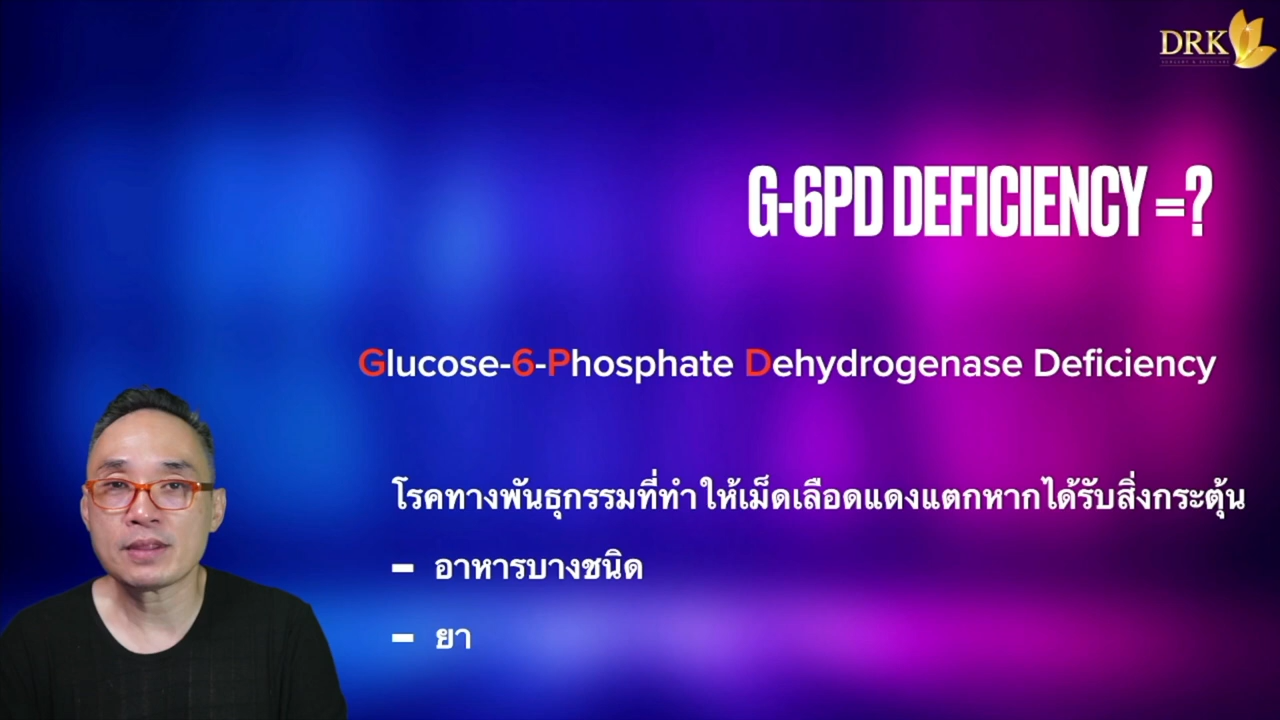 DRK
SURGERY & SKINCARE
G-6PD DEFICIENCY =?
Glucose-6-Phosphate Dehydrogenase Deficiency
โรคทางพันธุกรรมที่ทำให้เม็ดเลือดแดงแตกหากได้รับสิ่งกระตุ้น
- อาหารบางชนิด
- ยา